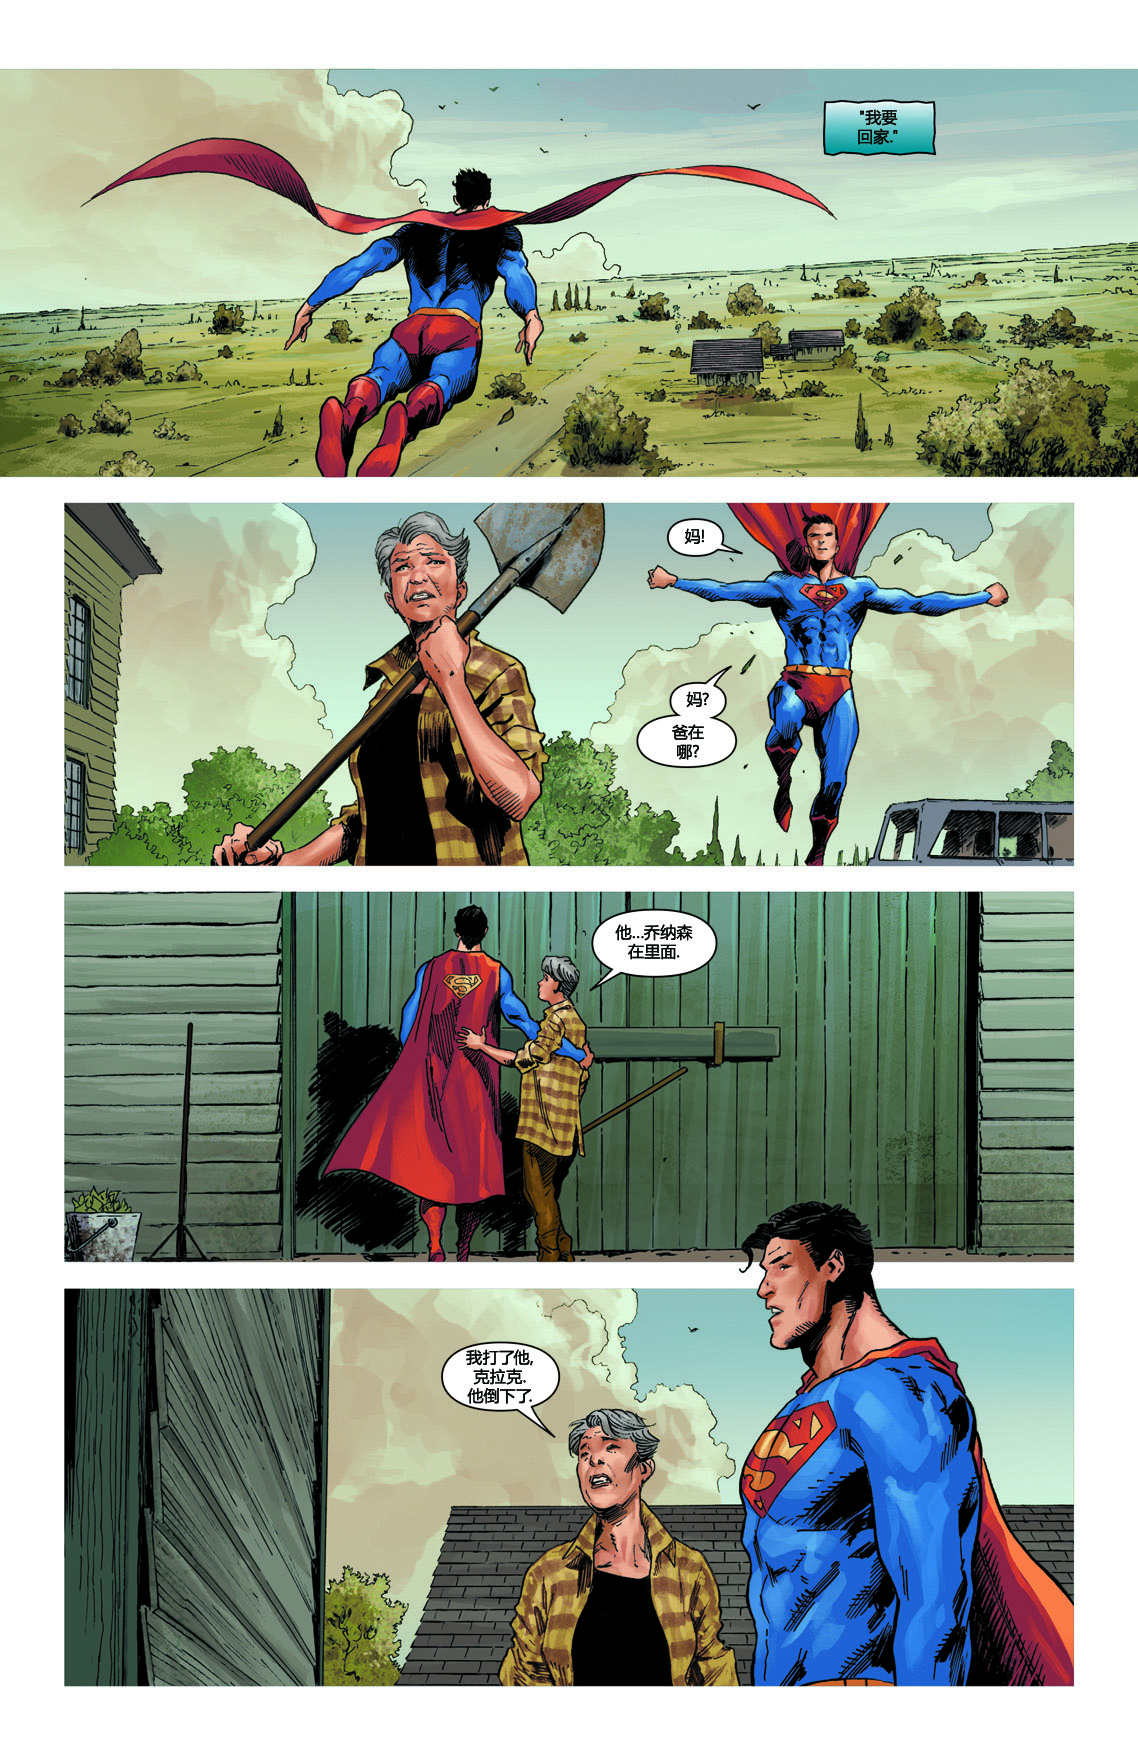 "我要
回家."
妈!
妈?
爸在
哪?
他...乔纳森
在里面.
我打了他,
克拉克.
他倒下了.